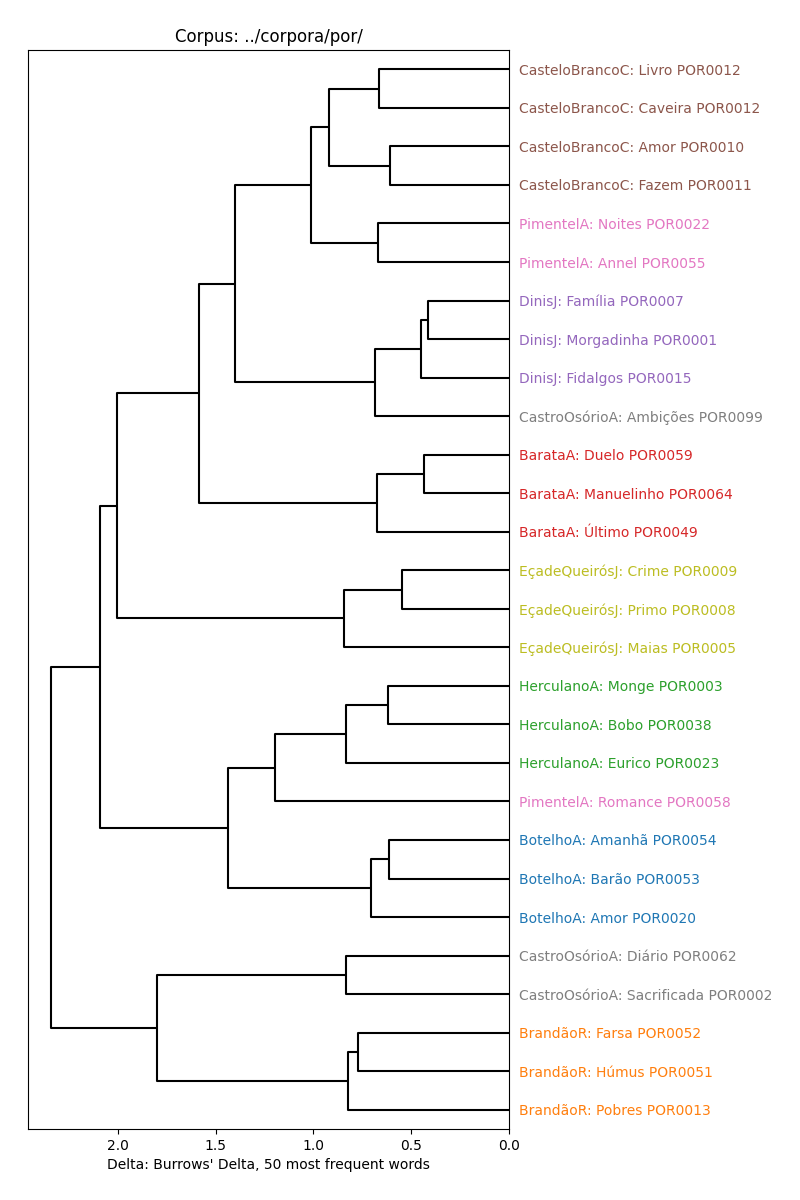 Corpus: ../corpora/por/
CasteloBrancoC: Livro POR0012
CasteloBrancoC: Caveira POR0012
CasteloBrancoC: Amor POR0010
CasteloBrancoC: Fazem POR0011
PimentelA: Noites POR0022
PimentelA: Annel POR0055
DinisJ: Família POR0007
DinisJ: Morgadinha POR0001
DinisJ: Fidalgos POR0015
CastroOsórioA: Ambições POR0099
BarataA: Duelo POR0059
BarataA: Manuelinho POR0064
BarataA: Último POR0049
EçadeQueirósJ: Crime POR0009
EçadeQueirósJ: Primo POR0008
EçadeQueirósJ: Maias POR0005
HerculanoA: Monge POR0003
HerculanoA: Bobo POR0038
HerculanoA: Eurico POR0023
PimentelA: Romance POR0058
BotelhoA: Amanhã POR0054
BotelhoA: Barão POR0053
BotelhoA: Amor POR0020
CastroOsórioA: Diário POR0062
CastroOsórioA: Sacrificada POR0002
BrandãoR: Farsa POR0052
BrandãoR: Húmus POR0051
BrandãoR: Pobres POR0013
2.0 1.5 1.0 0.5 0.0
Delta: Burrows' Delta, 50 most frequent words